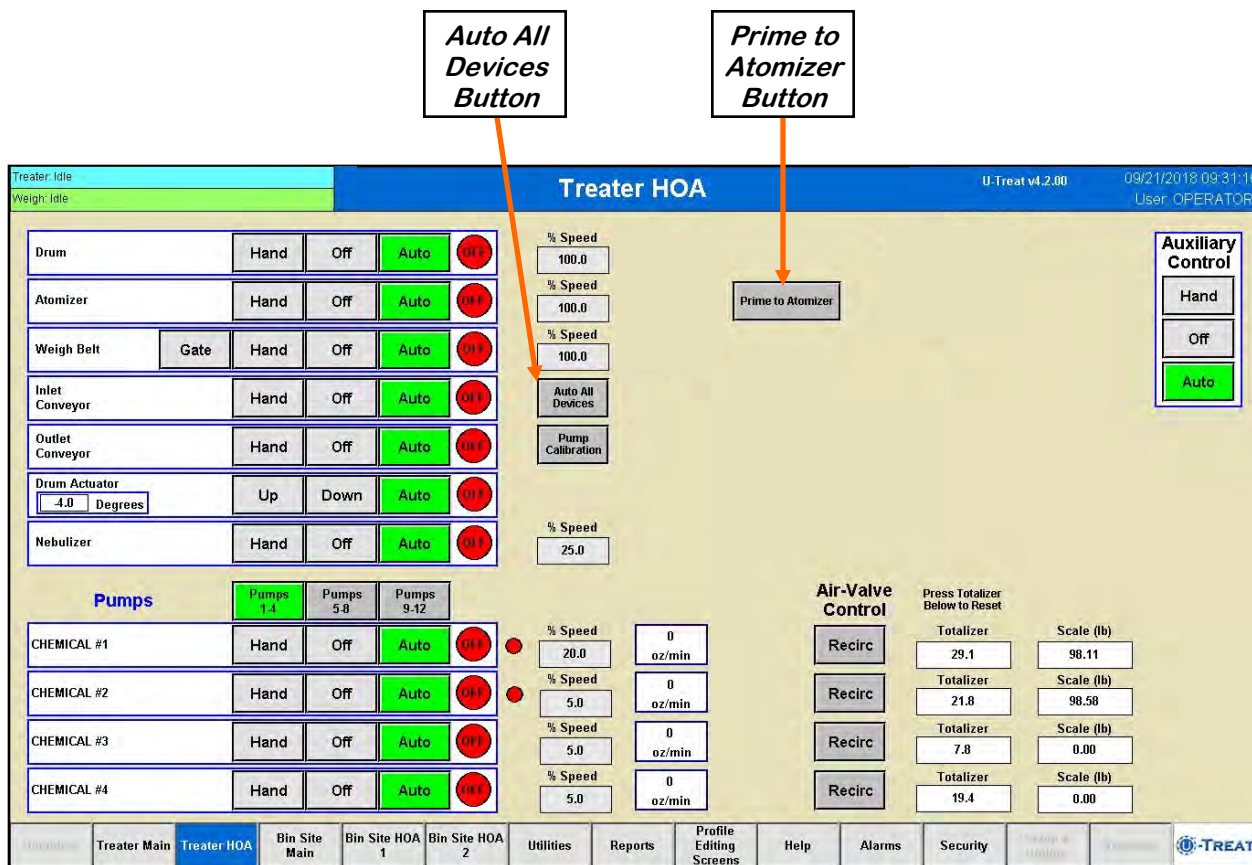 Auto All
Devices
Button
Prime to
Atomizer
Button
Treater: Idle
Weigh: Idle
Treater HOA
U-Treat v4.2.00
09/21/2018 09:31:1
User: OPERATOR
Drum
Hand Off Auto OFF
% Speed
100.0
Atomizer
Hand Off Auto OFF
% Speed
100.0
Prime to Atomizer
Weigh Belt
Gate Hand Off Auto OFF
% Speed
100.0
Inlet
Conveyor
Hand Off Auto OFF
Auto All
Devices
Outlet
Conveyor
Hand Off Auto OFF
Pump
Calibration
Drum Actuator
-4.0 Degrees
Up Down Auto OFF
Nebulizer
Hand Off Auto OFF
% Speed
25.0
Auxiliary
Control
Hand
Off
Auto
Pumps
Pumps
1-4
Pumps
5-8
Pumps
9-12
Air-Valve
Control
Press Totalizer
Below to Reset
CHEMICAL #1
Hand Off Auto OFF
% Speed
20.0
0
oz/min
Recirc
Totalizer
29.1
Scale (lb)
98.11
CHEMICAL #2
Hand Off Auto OFF
% Speed
5.0
0
oz/min
Recirc
Totalizer
21.8
Scale (lb)
98.58
CHEMICAL #3
Hand Off Auto OFF
% Speed
5.0
0
oz/min
Recirc
Totalizer
7.8
Scale (lb)
0.00
CHEMICAL #4
Hand Off Auto OFF
% Speed
5.0
0
oz/min
Recirc
Totalizer
19.4
Scale (lb)
0.00
Treater Main
Treater HOA
Bin Site
Main
Bin Site HOA
1
Bin Site HOA
2
Utilities
Reports
Profile
Editing
Screens
Help
Alarms
Security
U-TREAT